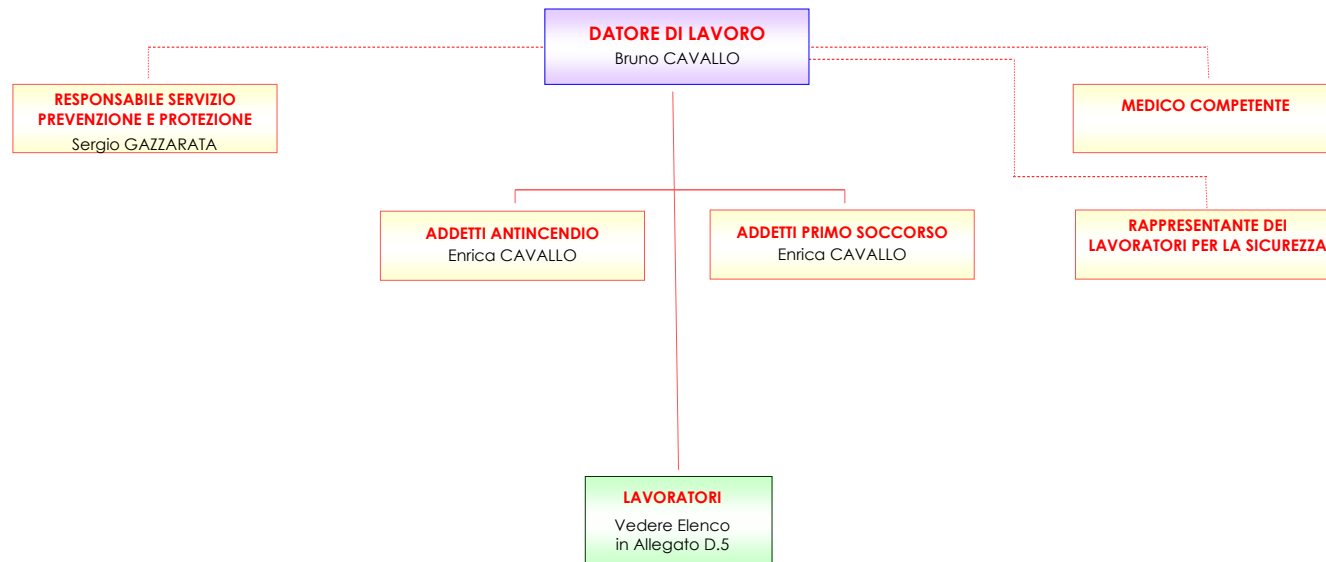 DATORE DI LAVORO
Bruno CAVALLO
RESPONSABILE SERVIZIO
PREVENZIONE E PROTEZIONE
Sergio GAZZARATA
MEDICO COMPETENTE
ADDETTI ANTINCENDIO
Enrica CAVALLO
ADDETTI PRIMO SOCCORSO
Enrica CAVALLO
RAPPRESENTANTE DEI
LAVORATORI PER LA SICUREZZA
LAVORATORI
Vedere Elenco
in Allegato D.5